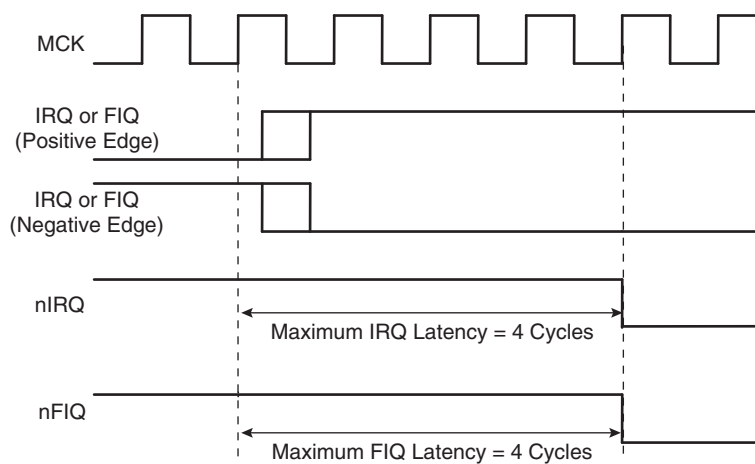 MCK
IRQ or FIQ
(Positive Edge)
IRQ or FIQ
(Negative Edge)
nIRQ
Maximum IRQ Latency = 4 Cycles
nFIQ
Maximum FIQ Latency = 4 Cycles